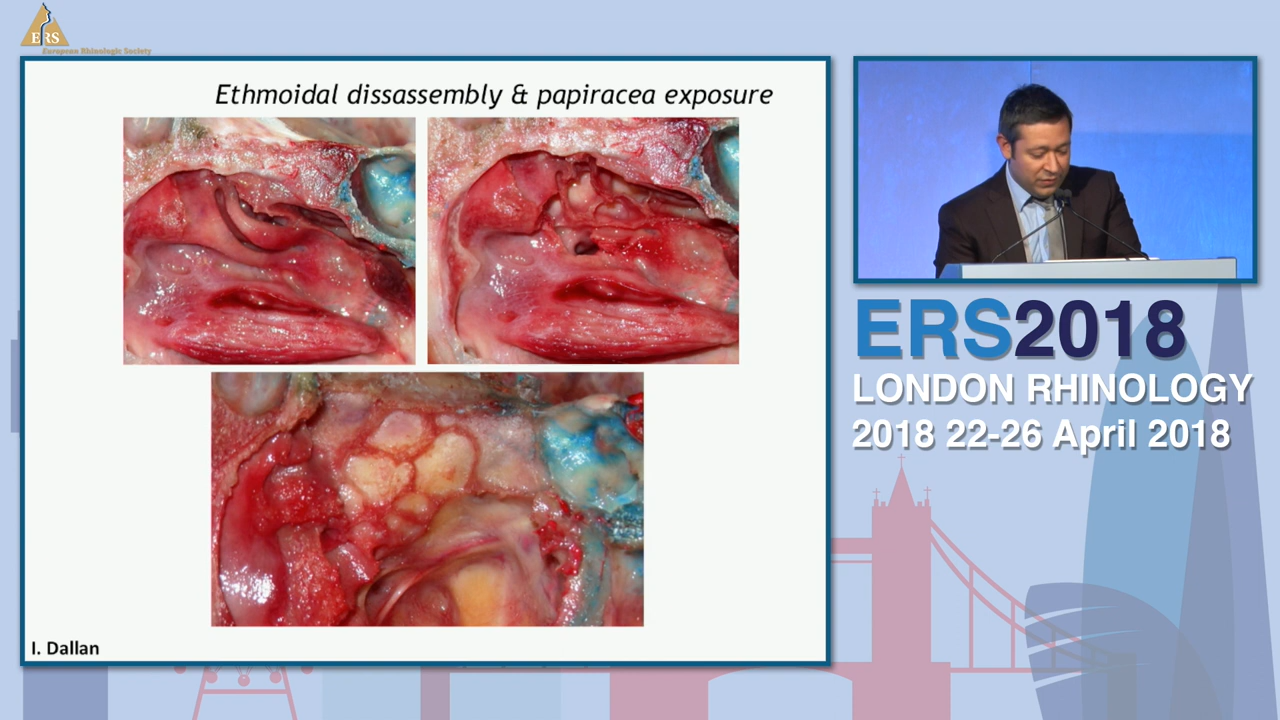 ERS
European Rhinologic Society
Ethmoidal dissassembly & papiracea exposure
I. Dallan
ERS2018
LONDON RHINOLOGY
2018 22-26 April 2018